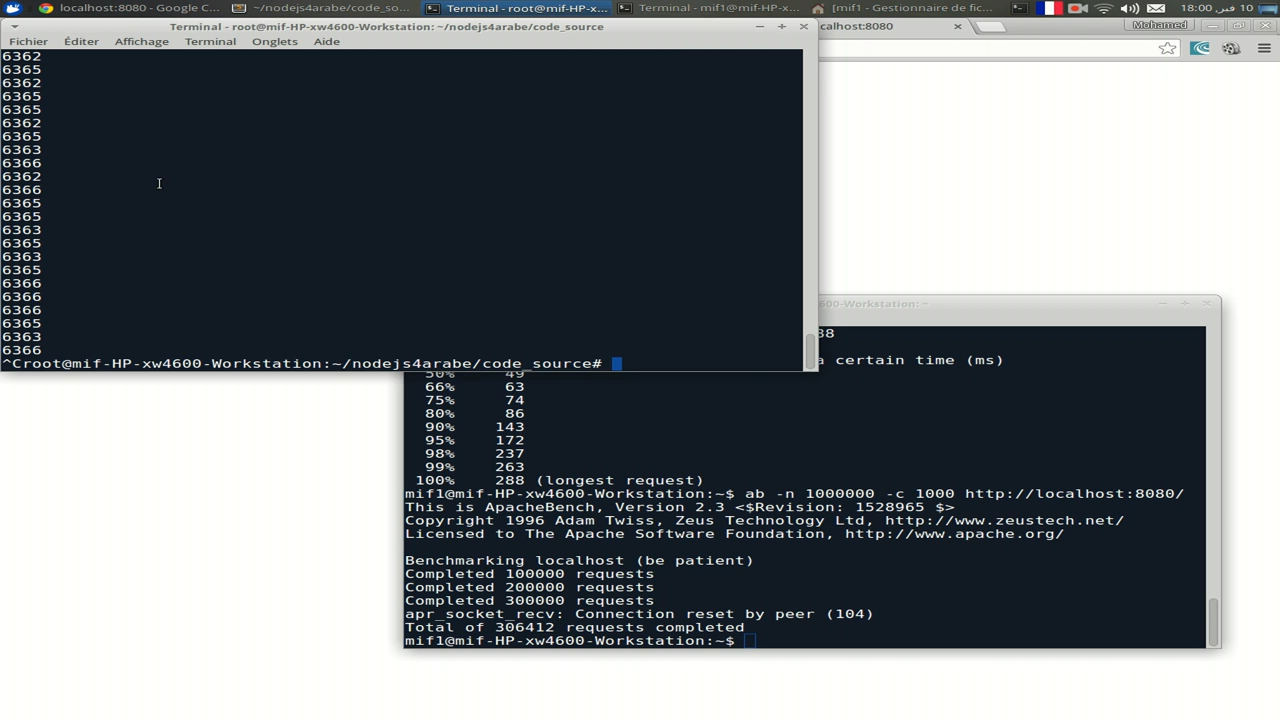 localhost:8080 - Google C...
~/nodejs4arabe/code_so...
Terminal - root@mif-HP-x...
Terminal - mif1@mif-HP-x...
[mif1 - Gestionnaire de fic...
18:00 فبر, 10
Terminal - root@mif-HP-xw4600-Workstation: ~/nodejs4arabe/code_source
calhost:8080
Mohamed
Fichier Éditer Affichage Terminal Onglets Aide
6362
6365
6362
6365
6365
6362
6365
6363
6366
6362
6366
6365
6365
6363
6365
6363
6365
6366
6366
6366
6365
6363
6366
^Croot@mif-HP-xw4600-Workstation:~/nodejs4arabe/code_source#
600-Workstation: ~
38
a certain time (ms)
50% 49
66% 63
75% 74
80% 86
90% 143
95% 172
98% 237
99% 263
100% 288 (longest request)
mif1@mif-HP-xw4600-Workstation:~$ ab -n 1000000 -c 1000 http://localhost:8080/
This is ApacheBench, Version 2.3 <$Revision: 1528965 $>
Copyright 1996 Adam Twiss, Zeus Technology Ltd, http://www.zeustech.net/
Licensed to The Apache Software Foundation, http://www.apache.org/
Benchmarking localhost (be patient)
Completed 100000 requests
Completed 200000 requests
Completed 300000 requests
apr_socket_recv: Connection reset by peer (104)
Total of 306412 requests completed
mif1@mif-HP-xw4600-Workstation:~$